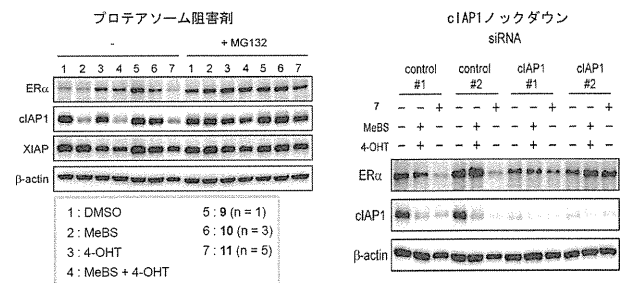 プロテアソーム阻害剤
- + MG132
1 2 3 4 5 6 7 1 2 3 4 5 6 7
ERα
cIAP1
XIAP
β-actin
1 : DMSO
2 : MeBS
3 : 4-OHT
4 : MeBS + 4-OHT
5 : 9 (n = 1)
6 : 10 (n = 3)
7 : 11 (n = 5)
cIAP1ノックダウン
siRNA
control #1 control #2 cIAP1 #1 cIAP1 #2
7 - + - + - + - +
MeBS
4-OHT
ERα
cIAP1
β-actin